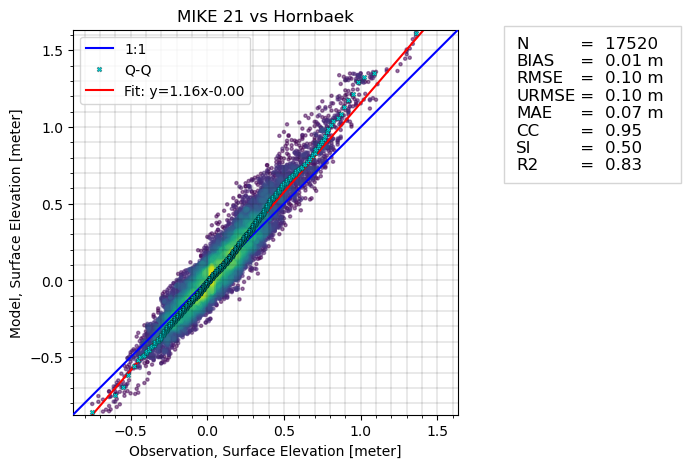 MIKE 21 vs Hornbaek
1:1
Q-Q
Fit: y=1.16x-0.00
N = 17520
BIAS = 0.01 m
RMSE = 0.10 m
URMSE = 0.10 m
MAE = 0.07 m
CC = 0.95
SI = 0.50
R2 = 0.83
Model, Surface Elevation [meter]
1.5
1.0
0.5
0.0
−0.5
−0.5 0.0 0.5 1.0 1.5
Observation, Surface Elevation [meter]